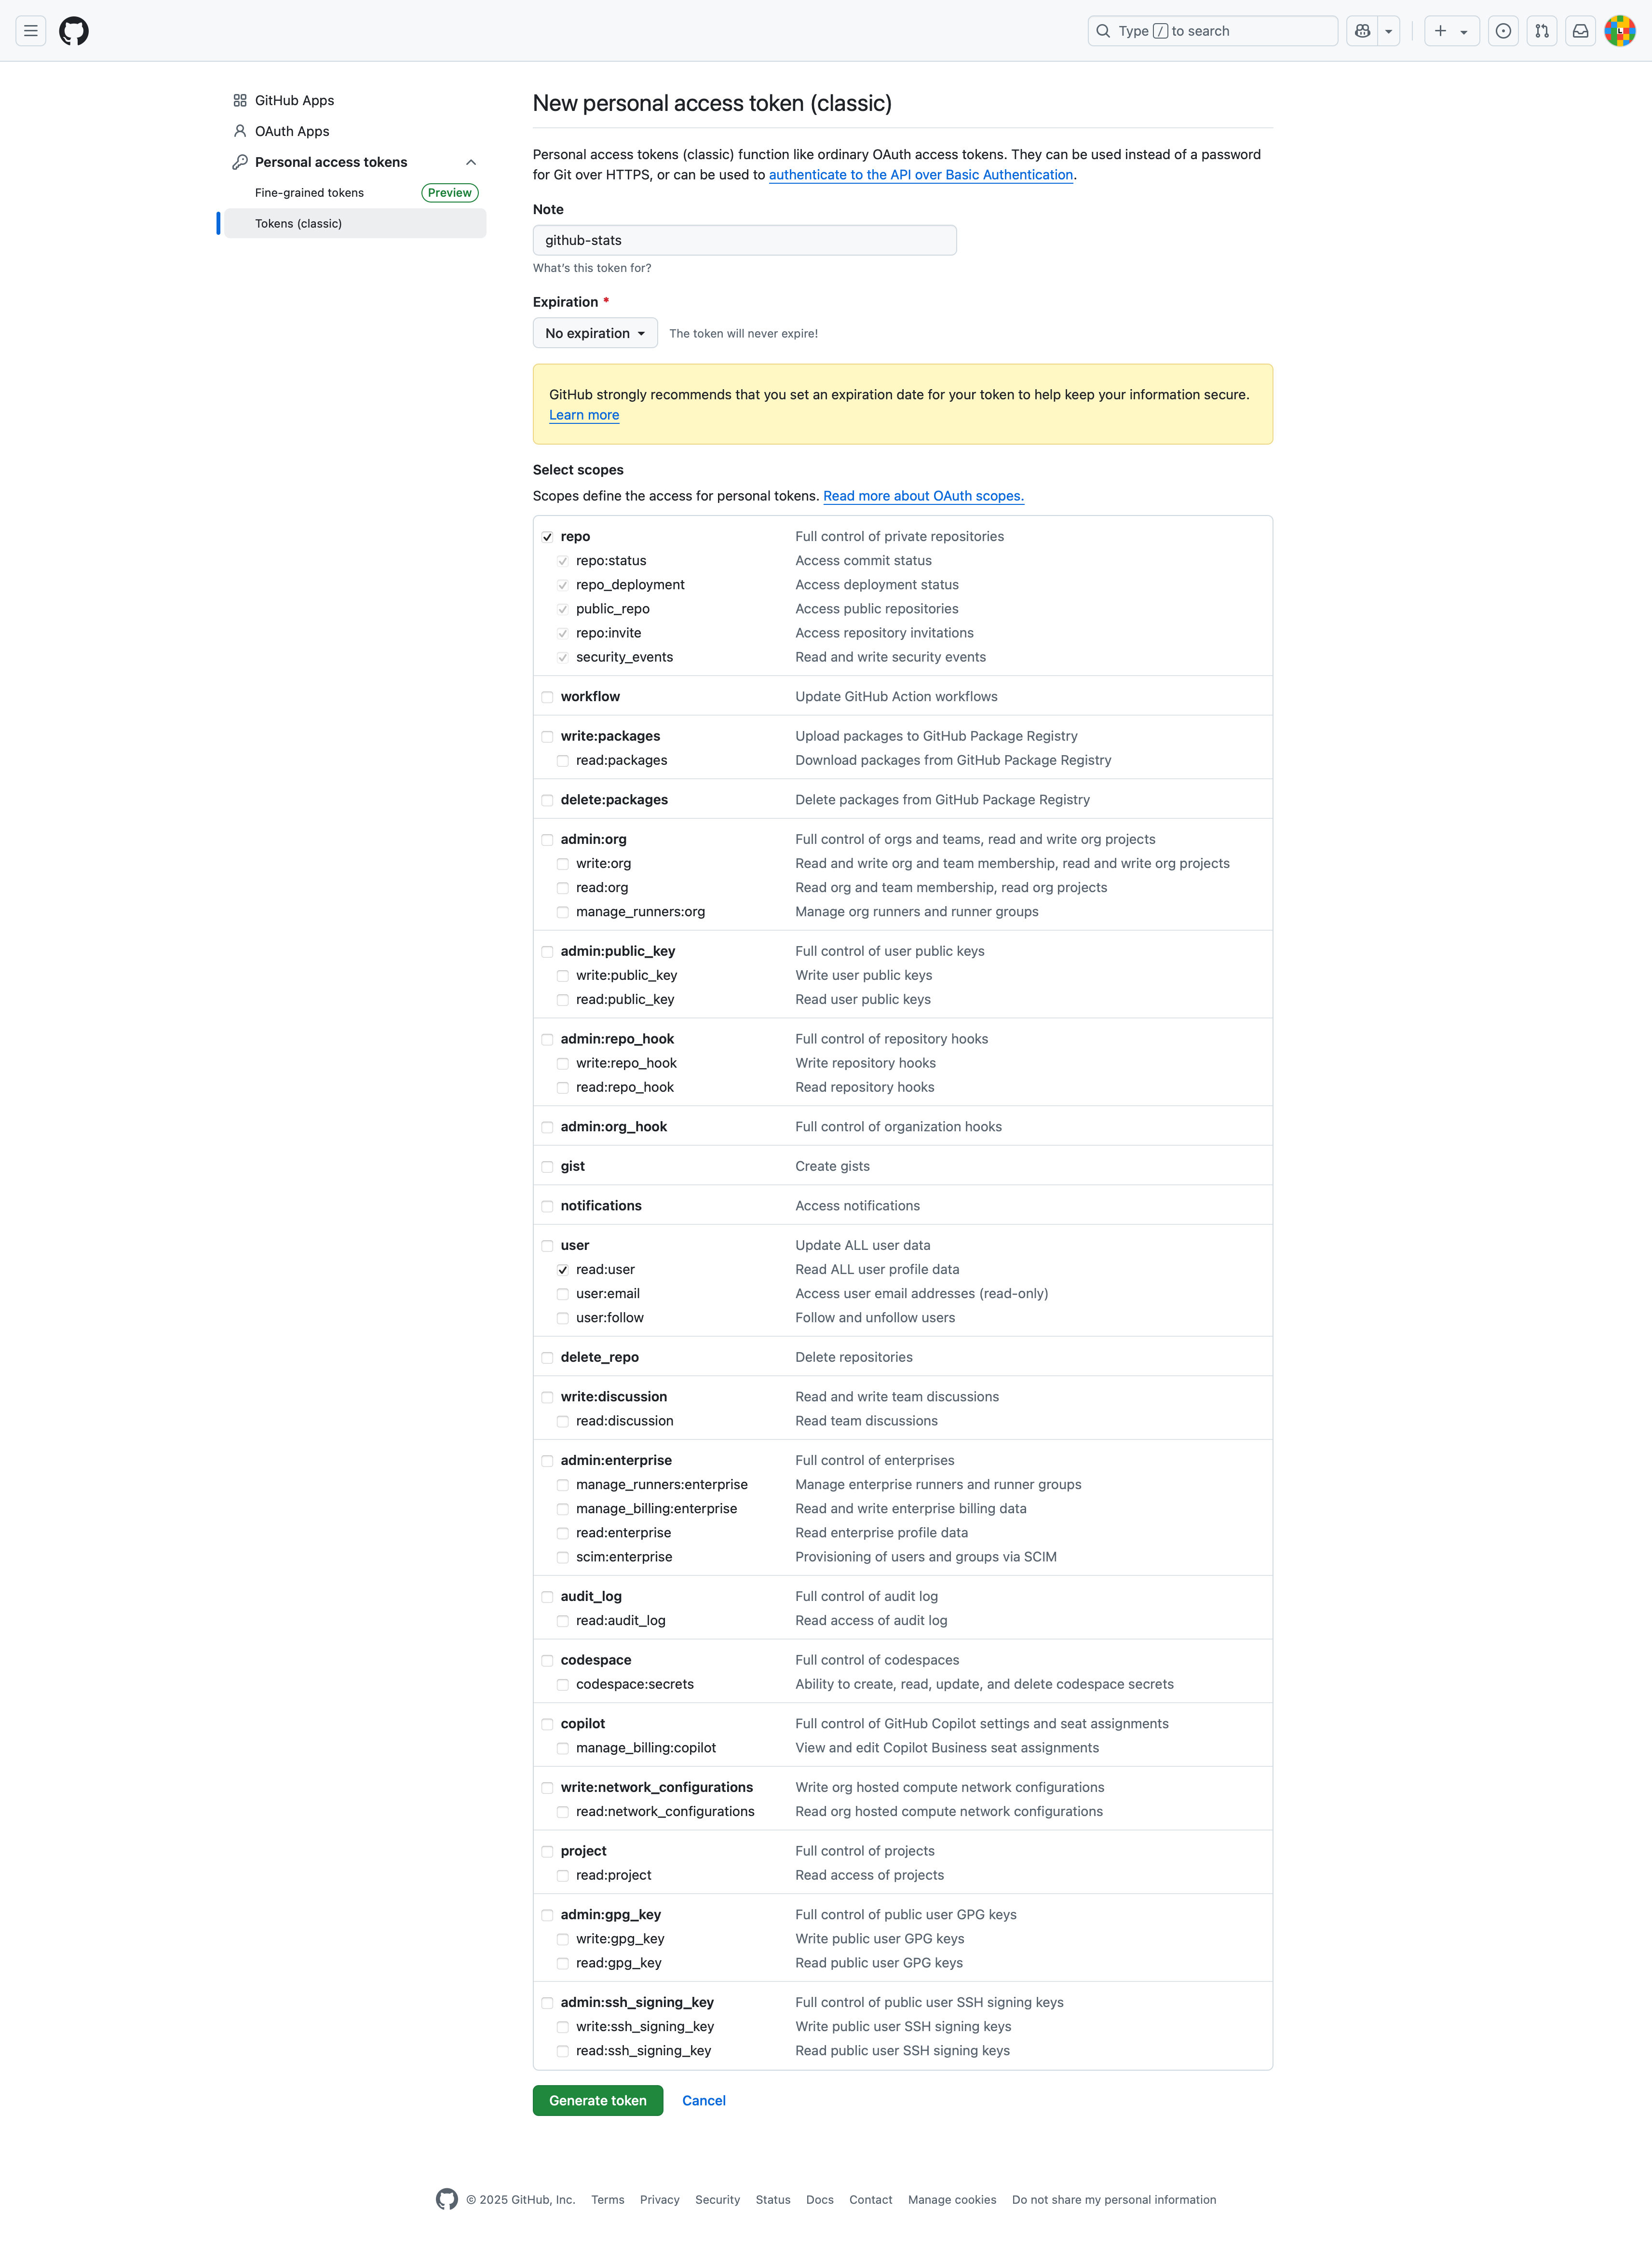 Type / to search
GitHub Apps
OAuth Apps
Personal access tokens
Fine-grained tokens Preview
Tokens (classic)
New personal access token (classic)
Personal access tokens (classic) function like ordinary OAuth access tokens. They can be used instead of a password
for Git over HTTPS, or can be used to authenticate to the API over Basic Authentication.
Note
github-stats
What's this token for?
Expiration *
No expiration The token will never expire!
GitHub strongly recommends that you set an expiration date for your token to help keep your information secure.
Learn more
Select scopes
Scopes define the access for personal tokens. Read more about OAuth scopes.
repo Full control of private repositories
repo:status Access commit status
repo_deployment Access deployment status
public_repo Access public repositories
repo:invite Access repository invitations
security_events Read and write security events
workflow Update GitHub Action workflows
write:packages Upload packages to GitHub Package Registry
read:packages Download packages from GitHub Package Registry
delete:packages Delete packages from GitHub Package Registry
admin:org Full control of orgs and teams, read and write org projects
write:org Read and write org and team membership, read and write org projects
read:org Read org and team membership, read org projects
manage_runners:org Manage org runners and runner groups
admin:public_key Full control of user public keys
write:public_key Write user public keys
read:public_key Read user public keys
admin:repo_hook Full control of repository hooks
write:repo_hook Write repository hooks
read:repo_hook Read repository hooks
admin:org_hook Full control of organization hooks
gist Create gists
notifications Access notifications
user Update ALL user data
read:user Read ALL user profile data
user:email Access user email addresses (read-only)
user:follow Follow and unfollow users
delete_repo Delete repositories
write:discussion Read and write team discussions
read:discussion Read team discussions
admin:enterprise Full control of enterprises
manage_runners:enterprise Manage enterprise runners and runner groups
manage_billing:enterprise Read and write enterprise billing data
read:enterprise Read enterprise profile data
scim:enterprise Provisioning of users and groups via SCIM
audit_log Full control of audit log
read:audit_log Read access of audit log
codespace Full control of codespaces
codespace:secrets Ability to create, read, update, and delete codespace secrets
copilot Full control of GitHub Copilot settings and seat assignments
manage_billing:copilot View and edit Copilot Business seat assignments
write:network_configurations Write org hosted compute network configurations
read:network_configurations Read org hosted compute network configurations
project Full control of projects
read:project Read access of projects
admin:gpg_key Full control of public user GPG keys
write:gpg_key Write public user GPG keys
read:gpg_key Read public user GPG keys
admin:ssh_signing_key Full control of public user SSH signing keys
write:ssh_signing_key Write public user SSH signing keys
read:ssh_signing_key Read public user SSH signing keys
Generate token Cancel
© 2025 GitHub, Inc. Terms Privacy Security Status Docs Contact Manage cookies Do not share my personal information